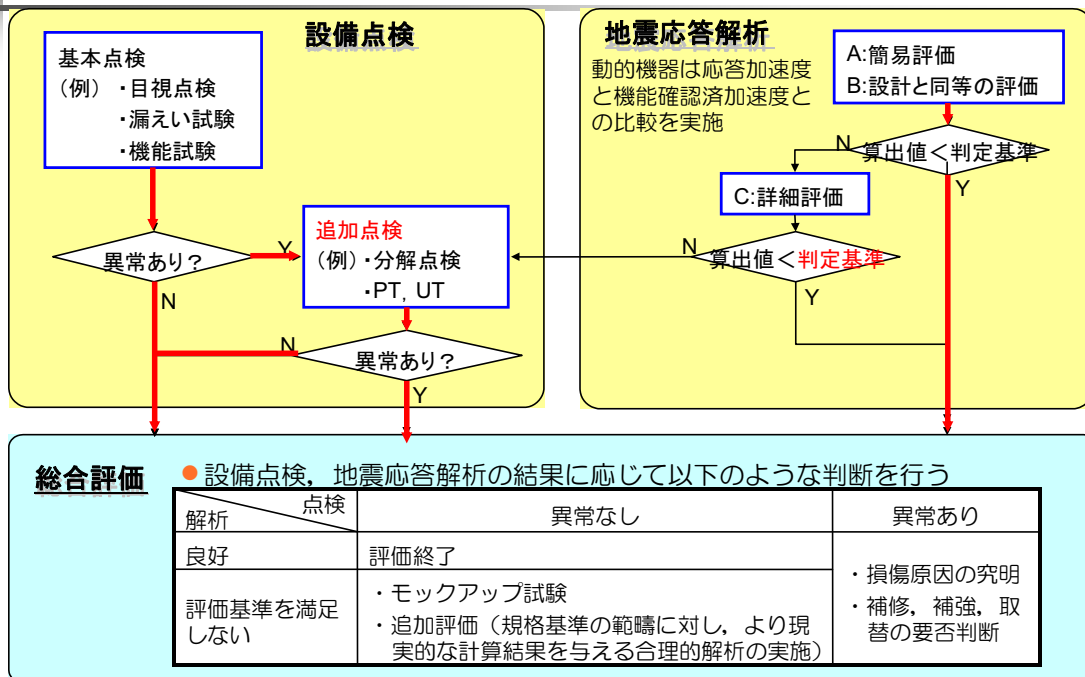 設備点検
基本点検
（例）・目視点検
・漏えい試験
・機能試験
異常あり？
Y
N
追加点検
（例）・分解点検
・PT，UT
異常あり？
N
Y
地震応答解析
動的機器は応答加速度
と機能確認済加速度と
の比較を実施
A:簡易評価
B:設計と同等の評価
算出値＜判定基準
N
Y
C:詳細評価
算出値＜判定基準
N
Y
総合評価
●設備点検，地震応答解析の結果に応じて以下のような判断を行う
点検
解析
異常なし
異常あり
良好
評価終了
評価基準を満足
しない
・モックアップ試験
・追加評価（規格基準の範疇に対し，より現
実的な計算結果を与える合理的解析の実施）
・損傷原因の究明
・補修，補強，取
替の要否判断